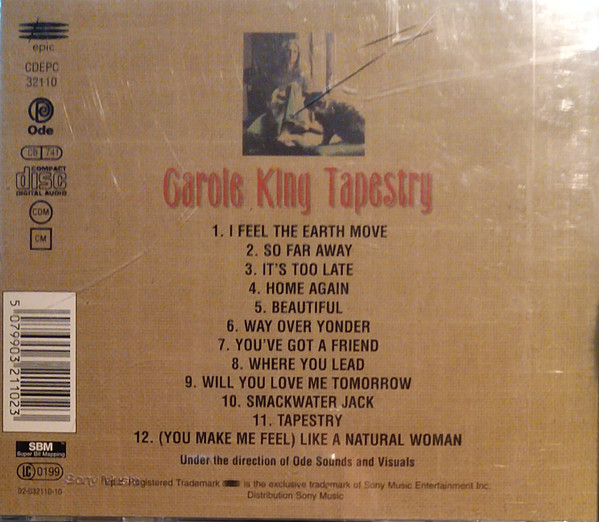 epic
CDEPC
32110
Ode
CB 741
COMPACT
disc
DIGITAL AUDIO
CDM
CM
Carole King Tapestry
1. I FEEL THE EARTH MOVE
2. SO FAR AWAY
3. IT'S TOO LATE
4. HOME AGAIN
5. BEAUTIFUL
6. WAY OVER YONDER
7. YOU'VE GOT A FRIEND
8. WHERE YOU LEAD
9. WILL YOU LOVE ME TOMORROW
10. SMACKWATER JACK
11. TAPESTRY
12. (YOU MAKE ME FEEL) LIKE A NATURAL WOMAN
Under the direction of Ode Sounds and Visuals
5 079903 211023
SBM
Super Bit Mapping
LC 0199
02-032110-10
Sony Music
Registered Trademark is the exclusive trademark of Sony Music Entertainment Inc.
Distribution Sony Music